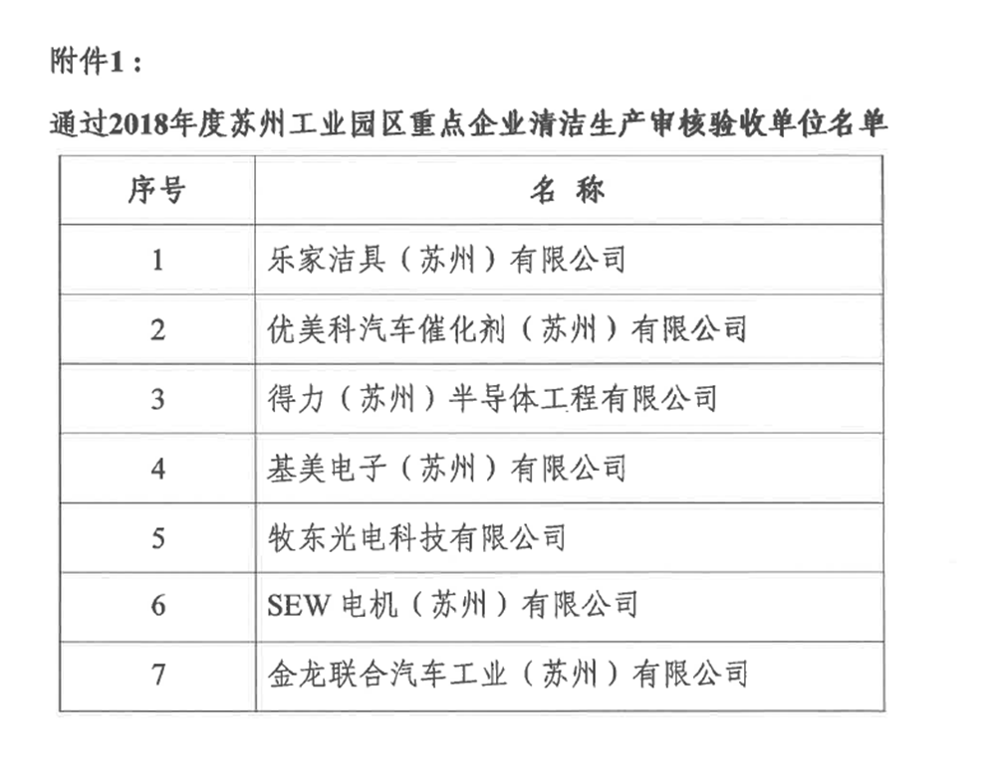 附件1：
通过2018年度苏州工业园区重点企业清洁生产审核验收单位名单
序号 名 称
1 乐家洁具（苏州）有限公司
2 优美科汽车催化剂（苏州）有限公司
3 得力（苏州）半导体工程有限公司
4 基美电子（苏州）有限公司
5 牧东光电科技有限公司
6 SEW 电机（苏州）有限公司
7 金龙联合汽车工业（苏州）有限公司